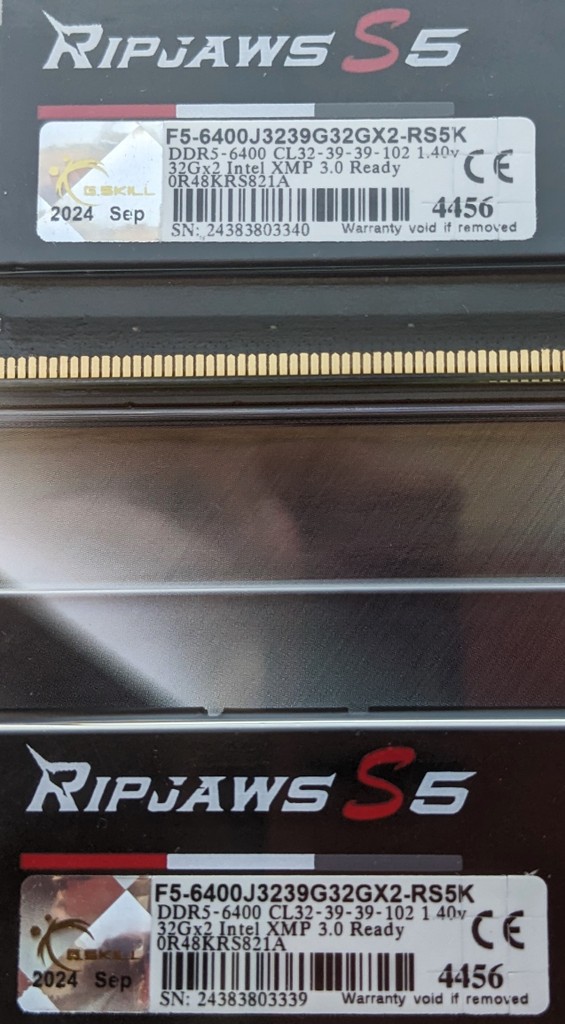 RIPJAWS S5
F5-6400J3239G32GX2-RS5K
DDR5-6400 CL32-39-39-102 1.40v
32Gx2 Intel XMP 3.0 Ready
0R48KRS821A
CE
G.SKILL
2024 Sep
4456
SN: 24383803340 Warranty void if removed
RIPJAWS S5
F5-6400J3239G32GX2-RS5K
DDR5-6400 CL32-39-39-102 1.40v
32Gx2 Intel XMP 3.0 Ready
0R48KRS821A
CE
G.SKILL
2024 Sep
4456
SN: 24383803339 Warranty void if removed